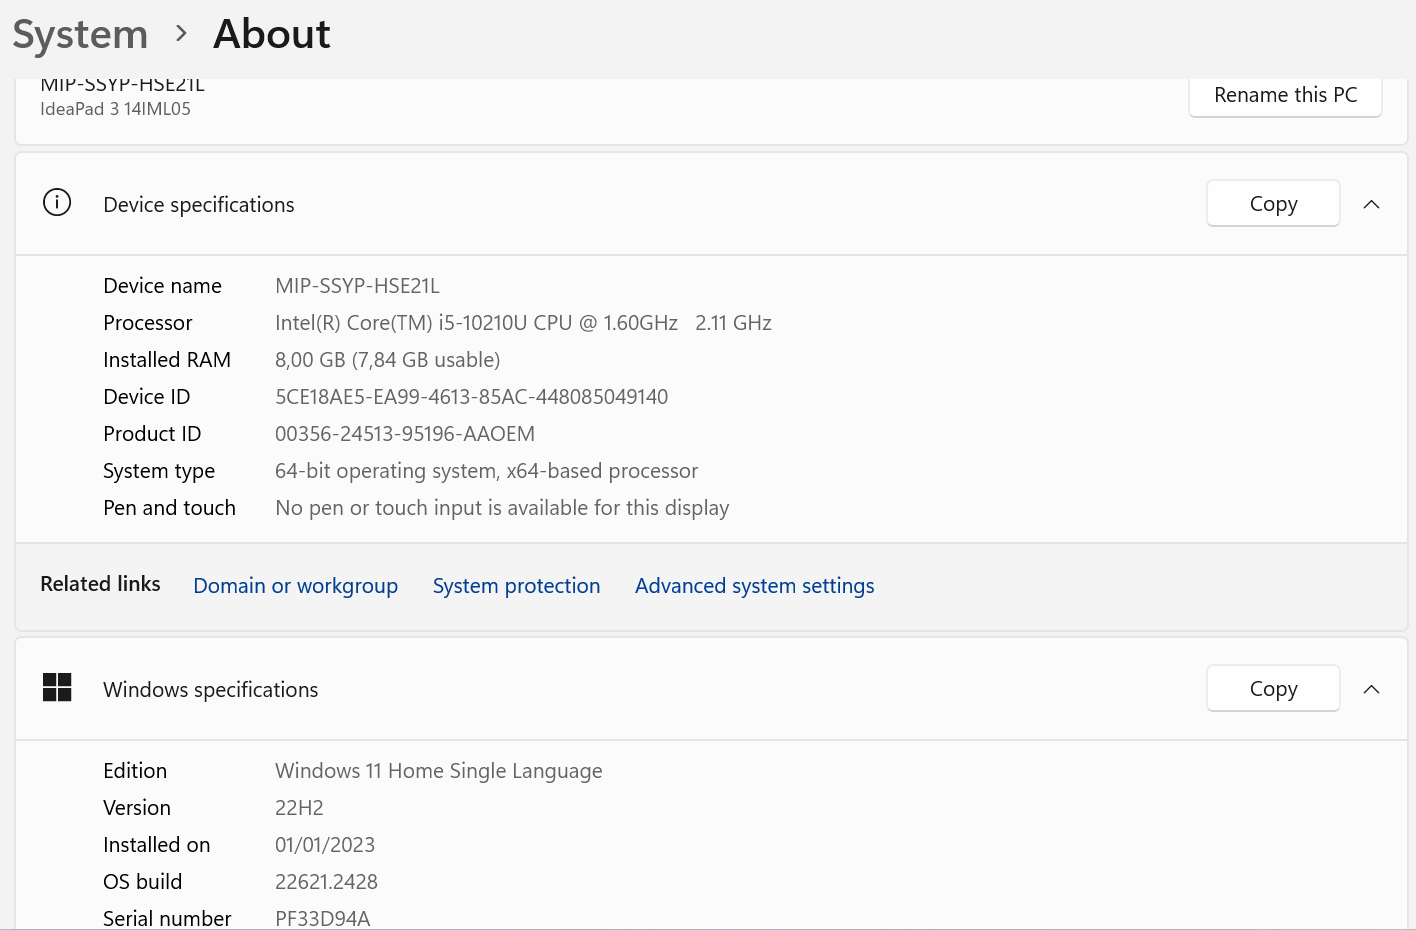 System > About
MIP-SSYP-HSE21L
IdeaPad 3 14IML05
Rename this PC
Device specifications
Copy
Device name MIP-SSYP-HSE21L
Processor Intel(R) Core(TM) i5-10210U CPU @ 1.60GHz 2.11 GHz
Installed RAM 8,00 GB (7,84 GB usable)
Device ID 5CE18AE5-EA99-4613-85AC-448085049140
Product ID 00356-24513-95196-AAOEM
System type 64-bit operating system, x64-based processor
Pen and touch No pen or touch input is available for this display
Related links Domain or workgroup System protection Advanced system settings
Windows specifications
Copy
Edition Windows 11 Home Single Language
Version 22H2
Installed on 01/01/2023
OS build 22621.2428
Serial number PF33D94A